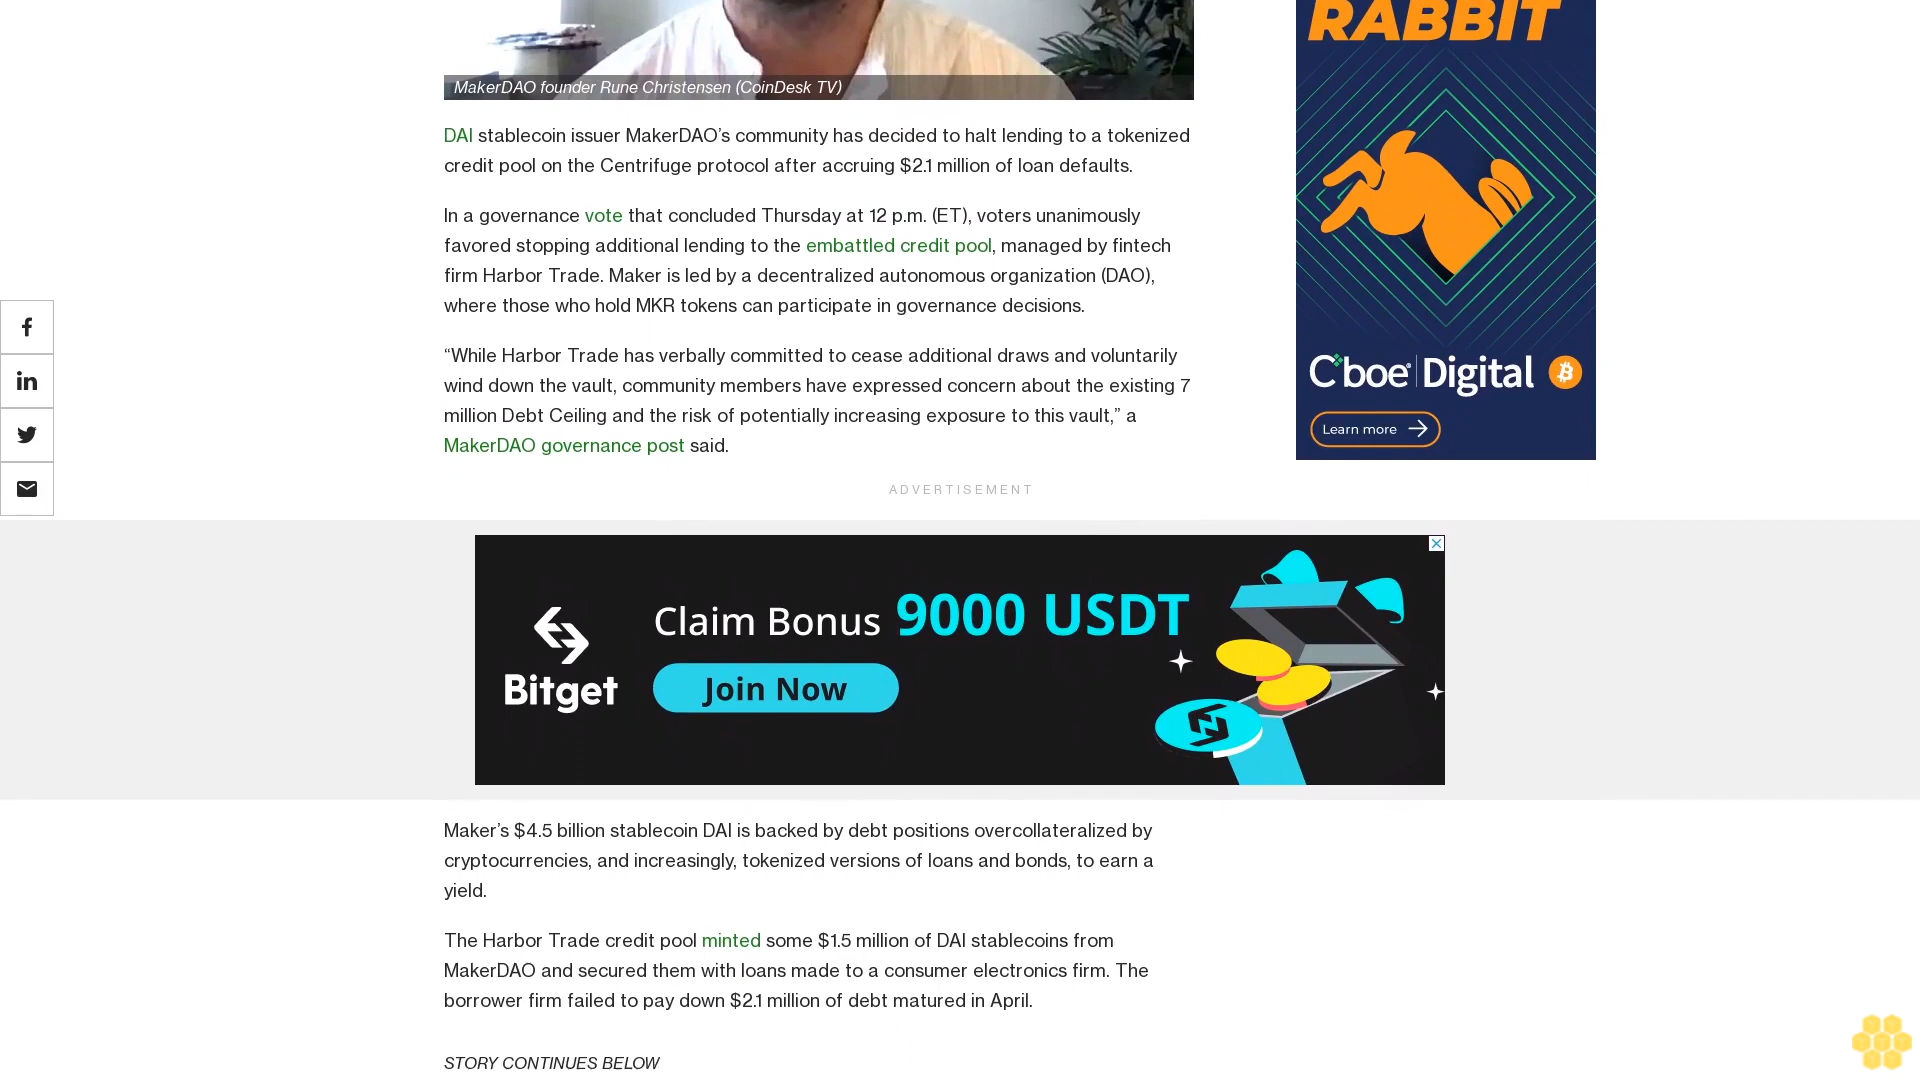 RABBIT
MakerDAO founder Rune Christensen (CoinDesk TV)
DAI stablecoin issuer MakerDAO’s community has decided to halt lending to a tokenized
credit pool on the Centrifuge protocol after accruing $2.1 million of loan defaults.
In a governance vote that concluded Thursday at 12 p.m. (ET), voters unanimously
favored stopping additional lending to the embattled credit pool, managed by fintech
firm Harbor Trade. Maker is led by a decentralized autonomous organization (DAO),
where those who hold MKR tokens can participate in governance decisions.
“While Harbor Trade has verbally committed to cease additional draws and voluntarily
wind down the vault, community members have expressed concern about the existing 7
million Debt Ceiling and the risk of potentially increasing exposure to this vault,” a
MakerDAO governance post said.
Cboe® Digital
Learn more
ADVERTISEMENT
Claim Bonus 9000 USDT
Bitget
Join Now
Maker’s $4.5 billion stablecoin DAI is backed by debt positions overcollateralized by
cryptocurrencies, and increasingly, tokenized versions of loans and bonds, to earn a
yield.
The Harbor Trade credit pool minted some $1.5 million of DAI stablecoins from
MakerDAO and secured them with loans made to a consumer electronics firm. The
borrower firm failed to pay down $2.1 million of debt matured in April.
STORY CONTINUES BELOW